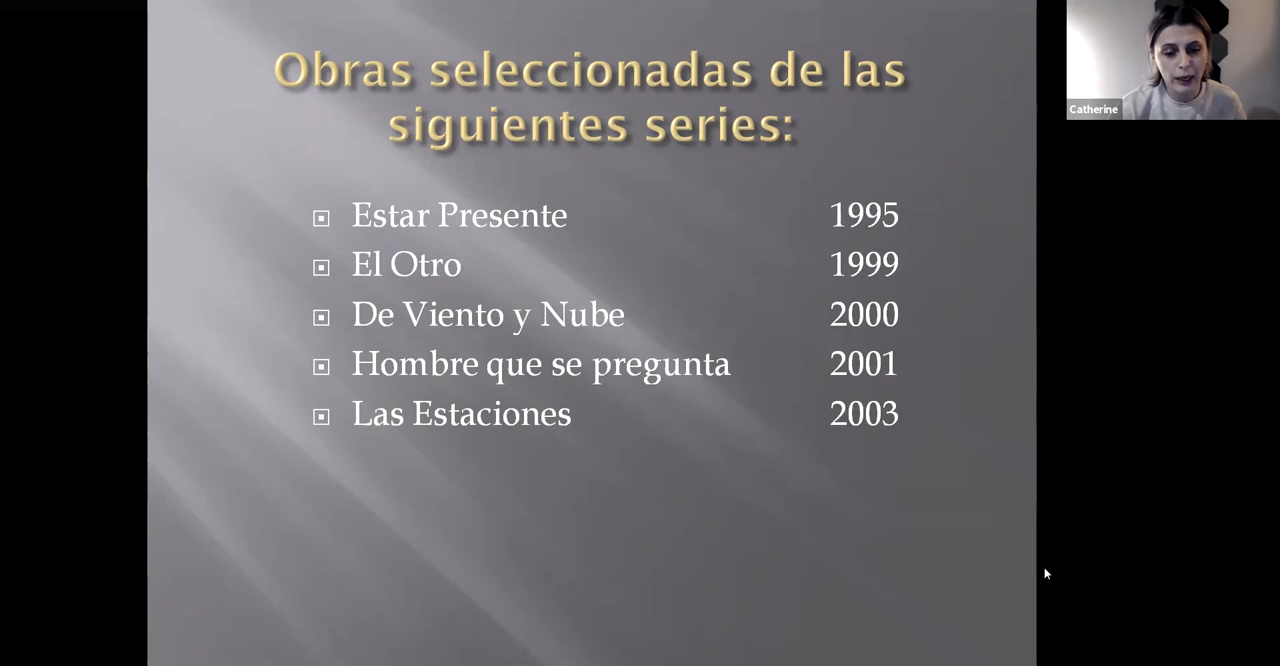 Obras seleccionadas de las
siguientes series:
Estar Presente 1995
El Otro 1999
De Viento y Nube 2000
Hombre que se pregunta 2001
Las Estaciones 2003
Catherine